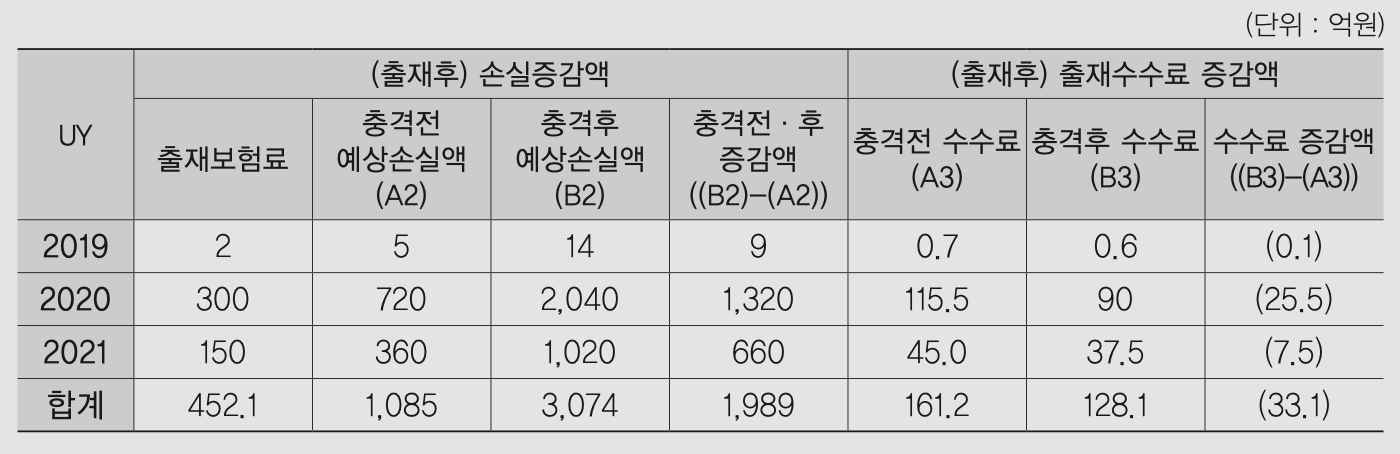 (단위 : 억원)
UY (출재후) 손실증감액 (출재후) 출재수수료 증감액
출재보험료 충격전 예상손실액 (A2) 충격후 예상손실액 (B2) 충격전 · 후 증감액 ((B2)–(A2)) 충격전 수수료 (A3) 충격후 수수료 (B3) 수수료 증감액 ((B3)–(A3))
2019 2 5 14 9 0.7 0.6 (0.1)
2020 300 720 2,040 1,320 115.5 90 (25.5)
2021 150 360 1,020 660 45.0 37.5 (7.5)
합계 452.1 1,085 3,074 1,989 161.2 128.1 (33.1)